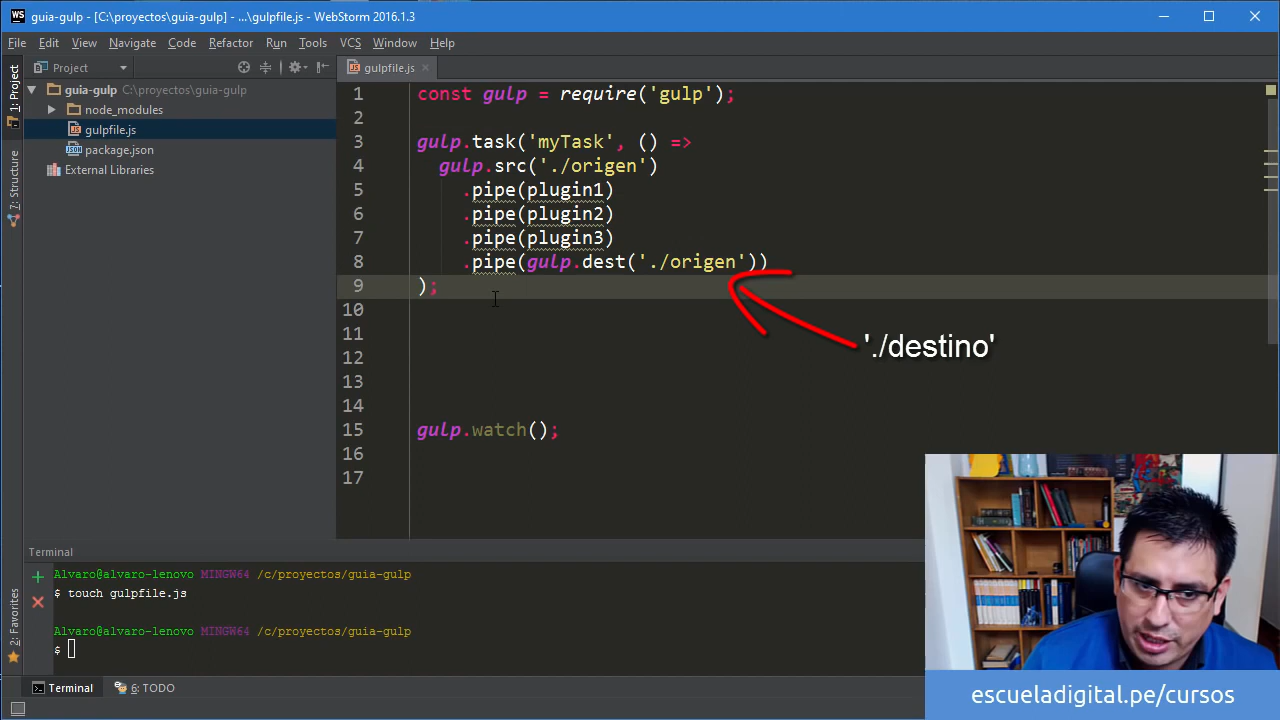 WS guia-gulp - [C:\proyectos\guia-gulp] - ...\gulpfile.js - WebStorm 2016.1.3
File Edit View Navigate Code Refactor Run Tools VCS Window Help
1: Project
Project
gulpfile.js
guia-gulp C:\proyectos\guia-gulp
node_modules
gulpfile.js
package.json
External Libraries
7: Structure
1 const gulp = require('gulp');
2
3 gulp.task('myTask', () =>
4 gulp.src('./origen')
5 .pipe(plugin1)
6 .pipe(plugin2)
7 .pipe(plugin3)
8 .pipe(gulp.dest('./origen'))
9 );
10
11
12
13
14
15 gulp.watch();
16
17
'./destino'
Terminal
Alvaro@alvaro-lenovo MINGW64 /c/proyectos/guia-gulp
$ touch gulpfile.js
Alvaro@alvaro-lenovo MINGW64 /c/proyectos/guia-gulp
$
2: Favorites
Terminal 6: TODO
escueladigital.pe/cursos